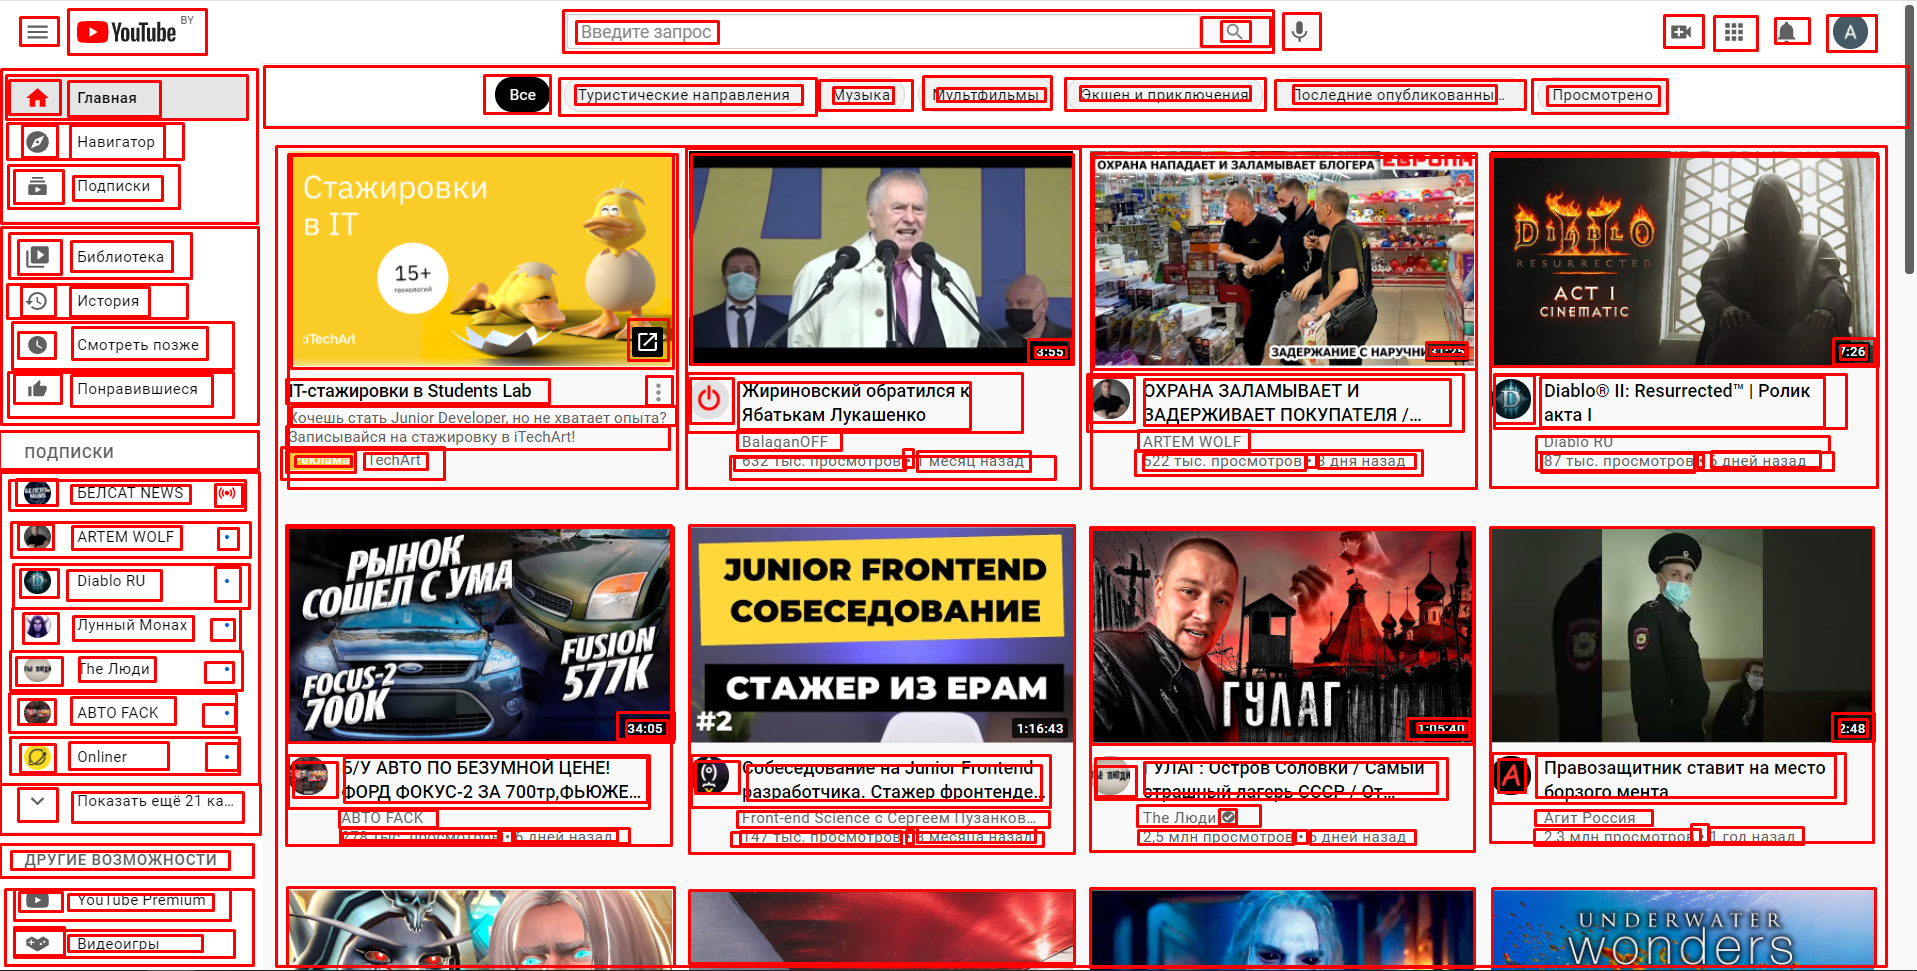 YouTube BY
Введите запрос
А
Главная
Навигатор
Подписки
Библиотека
История
Смотреть позже
Понравившиеся
ПОДПИСКИ
БЕЛСАТ NEWS
ARTEM WOLF
Diablo RU
Лунный Монах
The Люди
АВТО FACK
Onliner
Показать ещё 21 ка...
ДРУГИЕ ВОЗМОЖНОСТИ
YouTube Premium
Видеоигры
Все
Туристические направления
Музыка
Мультфильмы
Экшен и приключения
Последние опубликованны...
Просмотрено
Стажировки
в IT
15+
технологий
:iTechArt
IT-стажировки в Students Lab
Хочешь стать Junior Developer, но не хватает опыта?
Записывайся на стажировку в iTechArt!
Реклама
TechArt
3:55
Жириновский обратился к
Ябатькам Лукашенко
BalaganOFF
632 тыс. просмотров • 1 месяц назад
ОХРАНА НАПАДАЕТ И ЗАЛАМЫВАЕТ БЛОГЕРА
ЕВРОПА
ЗАДЕРЖАНИЕ С НАРУЧНИ
ОХРАНА ЗАЛАМЫВАЕТ И
ЗАДЕРЖИВАЕТ ПОКУПАТЕЛЯ /...
ARTEM WOLF
522 тыс. просмотров • 3 дня назад
DIABLO II
RESURRECTED
ACT I
CINEMATIC
7:26
Diablo® II: Resurrected™ | Ролик
акта I
Diablo RU
87 тыс. просмотров • 5 дней назад
РЫНОК
СОШЕЛ С УМА
FUSION
577К
FOCUS-2
700К
34:05
Б/У АВТО ПО БЕЗУМНОЙ ЦЕНЕ!
ФОРД ФОКУС-2 ЗА 700тр,ФЬЮЖЕ...
АВТО FACK
278 тыс. просмотров • 6 дней назад
JUNIOR FRONTEND
СОБЕСЕДОВАНИЕ
СТАЖЕР ИЗ EPAM
#2
1:16:43
Собеседование на Junior Frontend
разработчика. Стажер фронтенде...
Front-end Science с Сергеем Пузанков...
147 тыс. просмотров • 3 месяца назад
ГУЛАГ
1:05:40
ГУЛАГ: Остров Соловки / Самый
страшный лагерь СССР / От...
The Люди
2,5 млн просмотров • 5 дней назад
2:48
Правозащитник ставит на место
борзого мента
Агит Россия
2,3 млн просмотров • 1 год назад
UNDERWATER
wonders